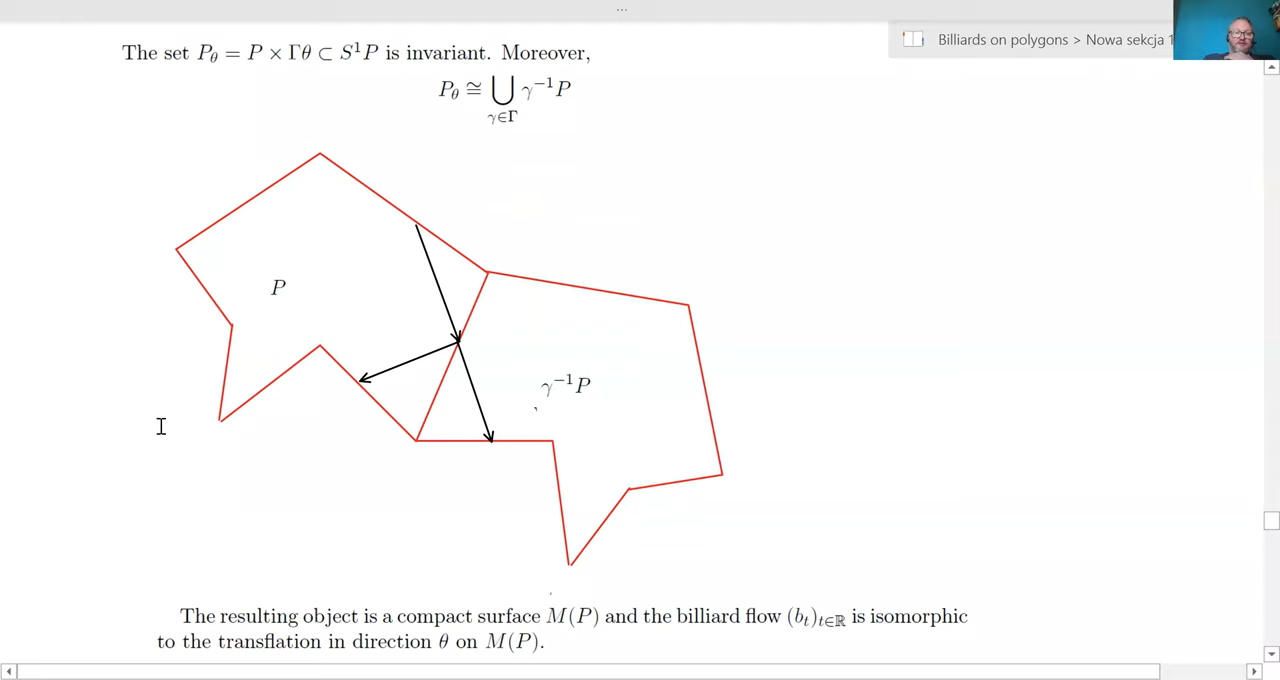 ...
Billiards on polygons > Nowa sekcja 1
The set P_θ = P × Γθ ⊂ S¹P is invariant. Moreover,
P_θ ≅ ⋃_{γ∈Γ} γ⁻¹P
P
γ⁻¹P
The resulting object is a compact surface M(P) and the billiard flow (b_t)_{t∈ℝ} is isomorphic
to the transflation in direction θ on M(P).